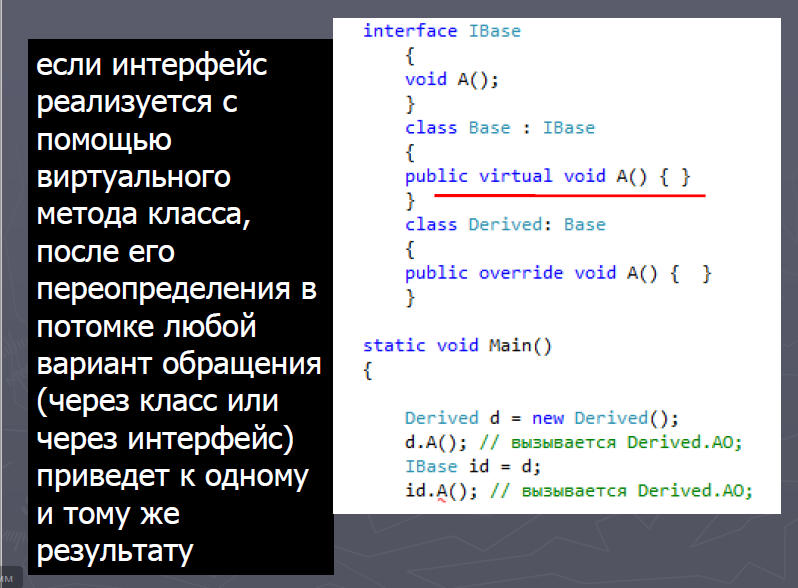 если интерфейс
реализуется с
помощью
виртуального
метода класса,
после его
переопределения в
потомке любой
вариант обращения
(через класс или
через интерфейс)
приведет к одному
и тому же
результату
interface IBase
{
void A();
}
class Base : IBase
{
public virtual void A() { }
}
class Derived: Base
{
public override void A() {  }
}
static void Main()
{
Derived d = new Derived();
d.A(); // вызывается Derived.AO;
IBase id = d;
id.A(); // вызывается Derived.AO;